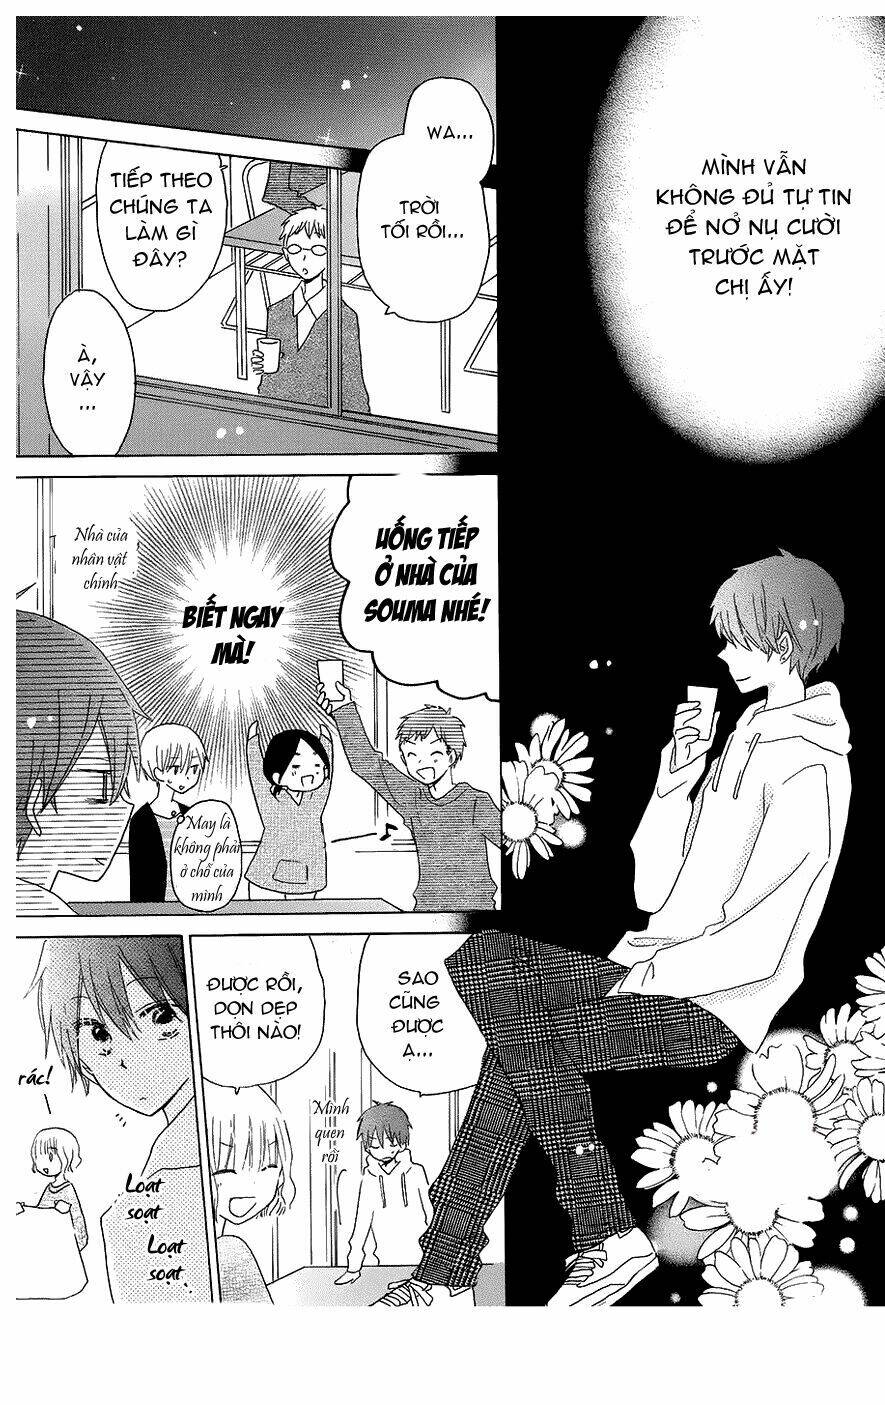 MÌNH VẪN
KHÔNG ĐỦ TỰ TIN
ĐỂ NỞ NỤ CƯỜI
TRƯỚC MẶT
CHỊ ẤY!
WA...
TRỜI
TỐI RỒI...
TIẾP THEO
CHÚNG TA
LÀM GÌ
ĐÂY?
À,
VẬY
...
UỐNG TIẾP
Ở NHÀ CỦA
SOUMA NHÉ!
BIẾT NGAY
MÀ!
Nhà của
nhân vật
chính
May là
không phải
ở chỗ của
mình
SAO
CŨNG
ĐƯỢC
Ạ...
Mình
quen
rồi
ĐƯỢC RỒI,
DỌN DẸP
THÔI NÀO!
rác!
Loạt
soạt
Loạt
soạt